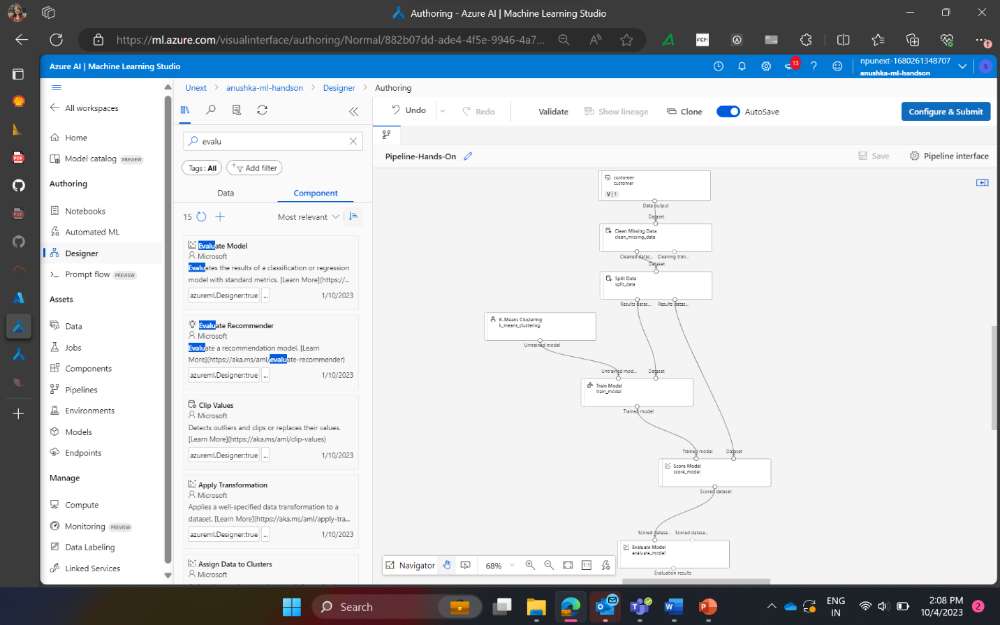 Authoring - Azure AI | Machine Learning Studio
https://ml.azure.com/visualinterface/authoring/Normal/882b07dd-ade4-4f5e-9946-4a7...
Azure AI | Machine Learning Studio
13
npunext-1680261348707
anushka-ml-handson
S
All workspaces
Home
Model catalog PREVIEW
Authoring
Notebooks
Automated ML
Designer
Prompt flow PREVIEW
Assets
Data
Jobs
Components
Pipelines
Environments
Models
Endpoints
Manage
Compute
Monitoring PREVIEW
Data Labeling
Linked Services
Unext > anushka-ml-handson > Designer > Authoring
evalu
Tags : All
Add filter
Data
Component
15
Most relevant
Evaluate Model
Microsoft
Evaluates the results of a classification or regression
model with standard metrics. [Learn More](https://...
azureml.Designer:true ... 1/10/2023
Evaluate Recommender
Microsoft
Evaluate a recommendation model. [Learn
More](https://aka.ms/aml/evaluate-recommender)
azureml.Designer:true ... 1/10/2023
Clip Values
Microsoft
Detects outliers and clips or replaces their values.
[Learn More](https://aka.ms/aml/clip-values)
azureml.Designer:true ... 1/10/2023
Apply Transformation
Microsoft
Applies a well-specified data transformation to a
dataset. [Learn More](https://aka.ms/aml/apply-tra...
azureml.Designer:true ... 1/10/2023
Assign Data to Clusters
Microsoft
Undo
Redo
Validate
Show lineage
Clone
AutoSave
Configure & Submit
Pipeline-Hands-On
Save
Pipeline interface
customer
customer
V | 1
Data output
Dataset
Clean Missing Data
clean_missing_data
Cleaned datas... Cleaning tran...
Dataset
Split Data
split_data
Results datas... Results datas...
K-Means Clustering
k_means_clustering
Untrained model
Untrained mod... Dataset
Train Model
train_model
Trained model
Trained model Dataset
Score Model
score_model
Scored dataset
Scored datase... Scored datase...
Evaluate Model
evaluate_model
Evaluation results
Navigator
68%
1:1
Search
ENG
IN
2:08 PM
10/4/2023
2